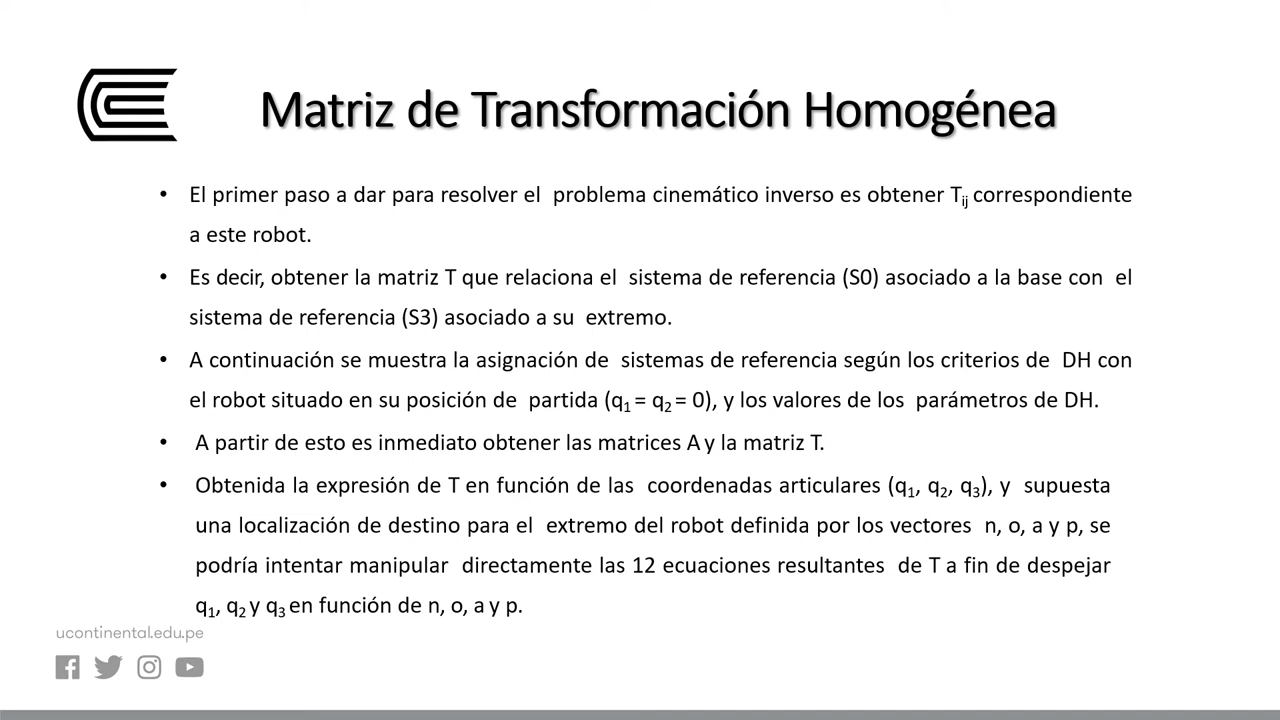 Matriz de Transformación Homogénea
• El primer paso a dar para resolver el problema cinemático inverso es obtener Tij correspondiente
a este robot.
• Es decir, obtener la matriz T que relaciona el sistema de referencia (S0) asociado a la base con el
sistema de referencia (S3) asociado a su extremo.
• A continuación se muestra la asignación de sistemas de referencia según los criterios de DH con
el robot situado en su posición de partida (q1 = q2 = 0), y los valores de los parámetros de DH.
• A partir de esto es inmediato obtener las matrices A y la matriz T.
• Obtenida la expresión de T en función de las coordenadas articulares (q1, q2, q3), y supuesta
una localización de destino para el extremo del robot definida por los vectores n, o, a y p, se
podría intentar manipular directamente las 12 ecuaciones resultantes de T a fin de despejar
q1, q2 y q3 en función de n, o, a y p.
ucontinental.edu.pe